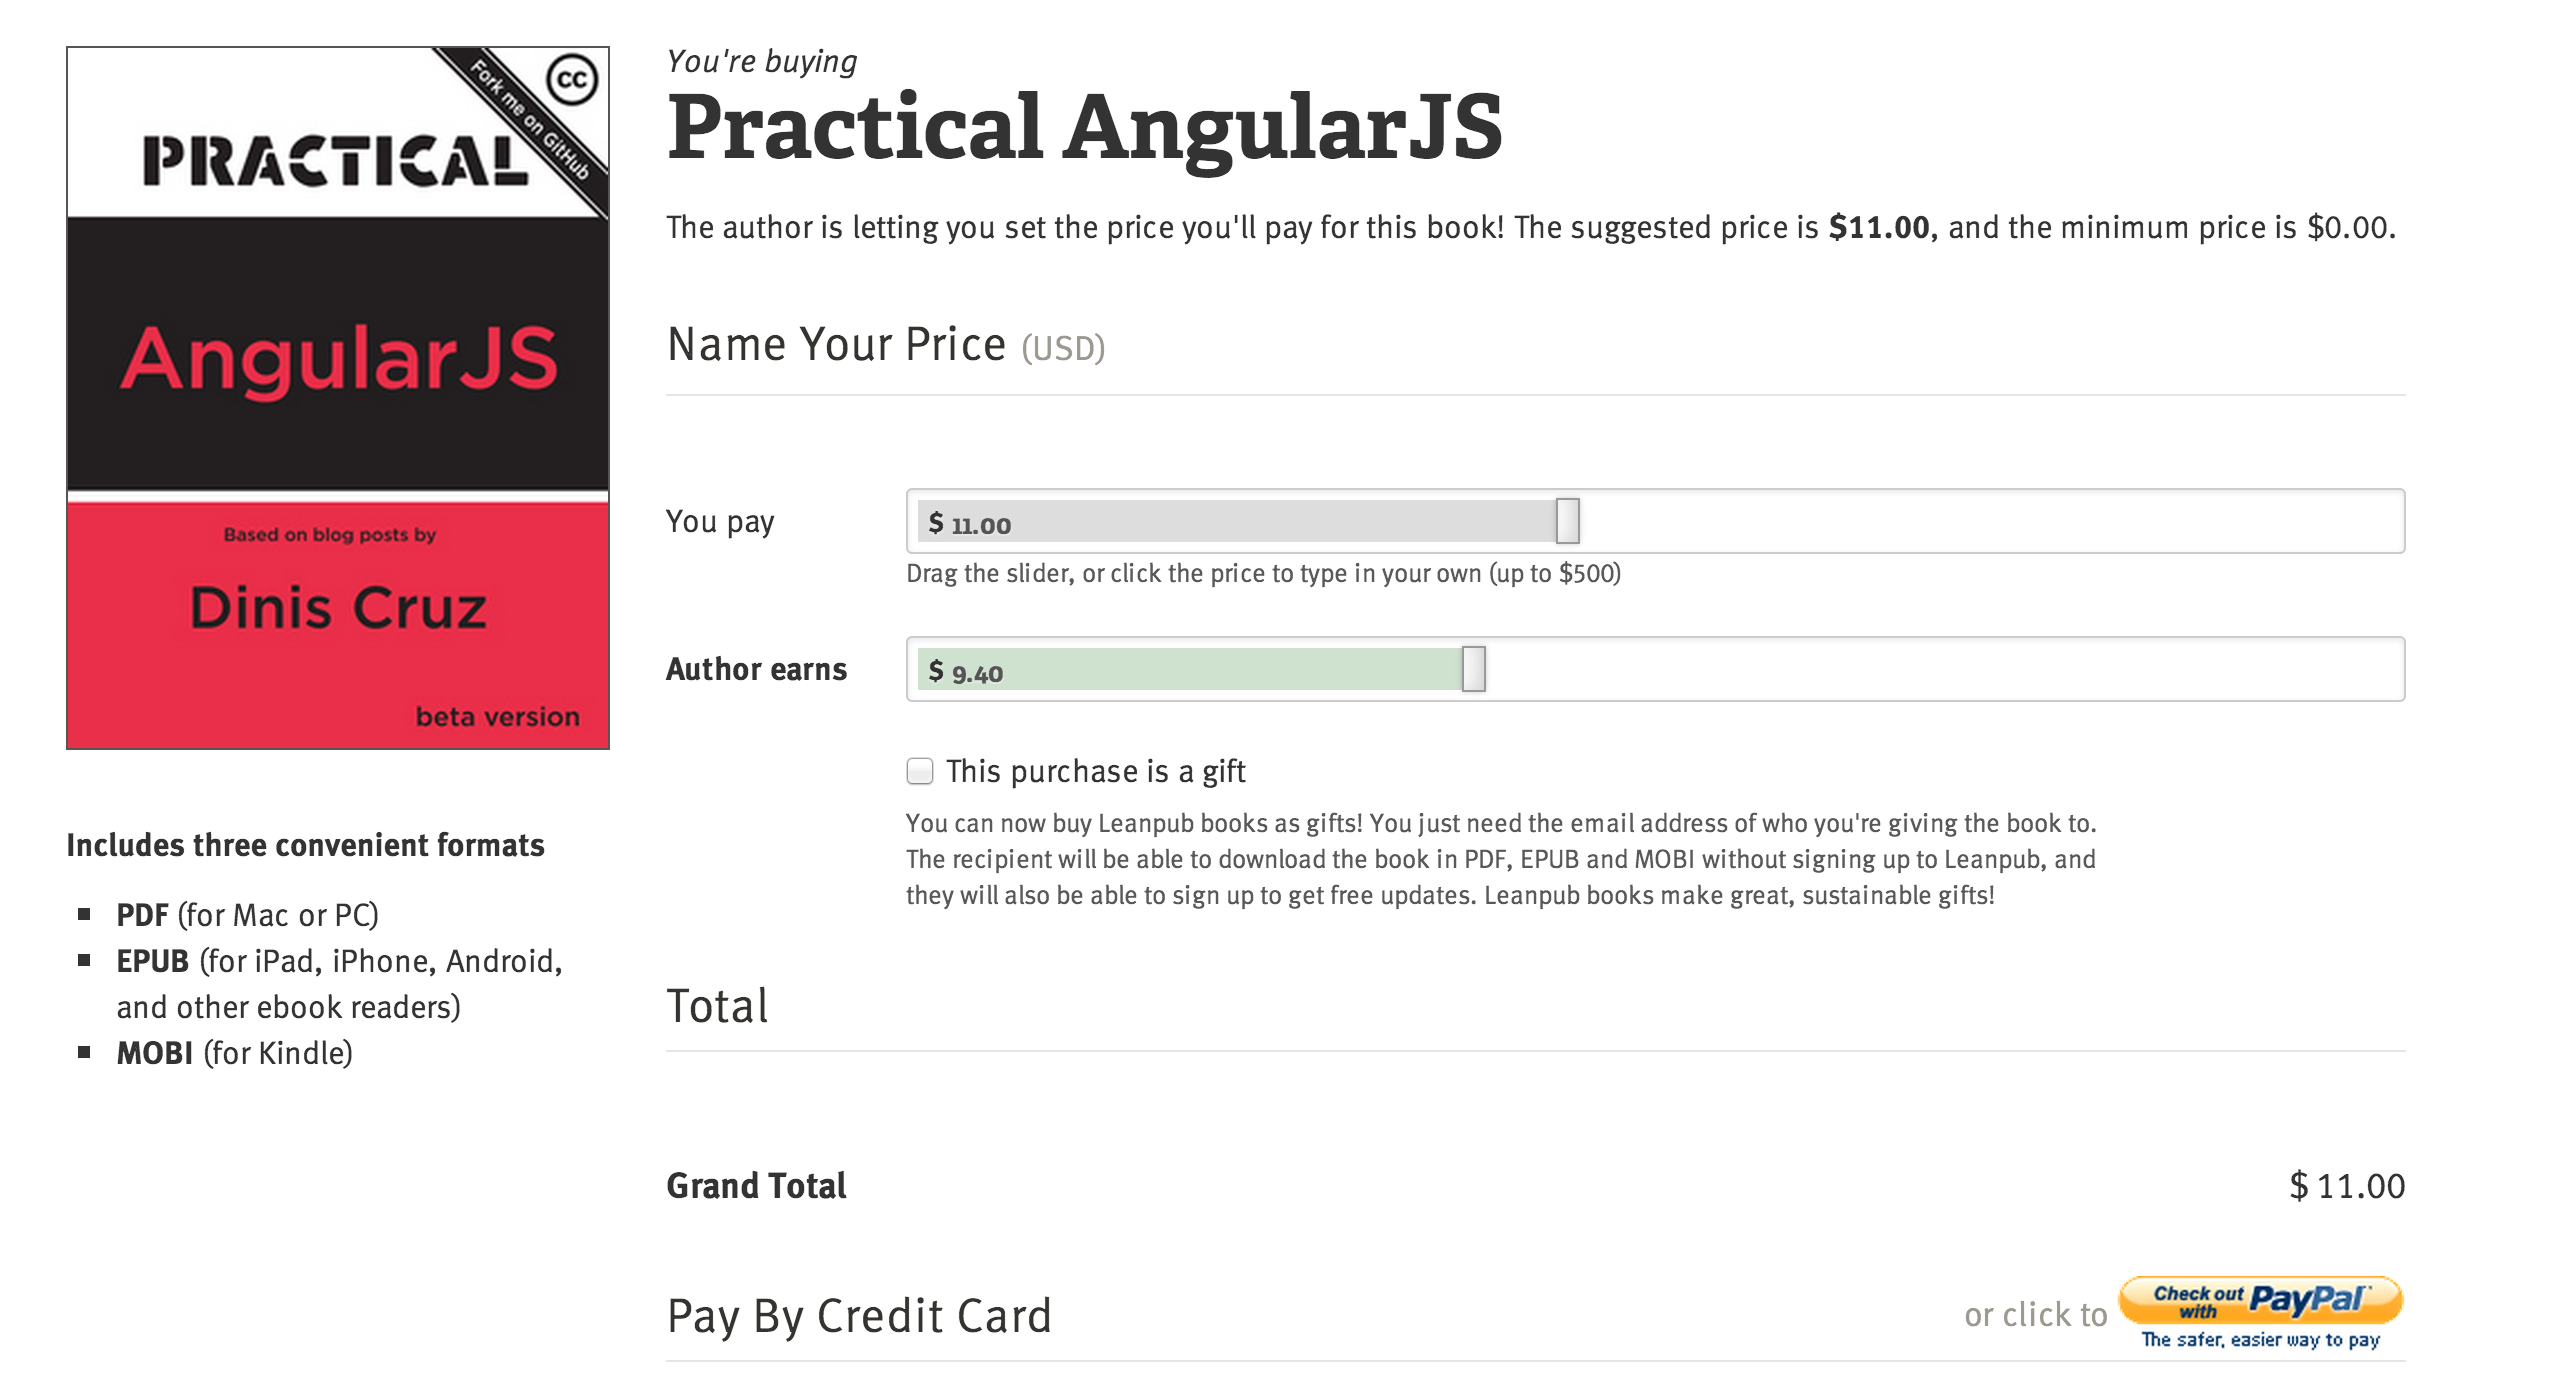 PRACTICAL
Fork me on GitHub
CC
AngularJS
Based on blog posts by
Dinis Cruz
beta version
Includes three convenient formats
PDF (for Mac or PC)
EPUB (for iPad, iPhone, Android,
and other ebook readers)
MOBI (for Kindle)
You're buying
Practical AngularJS
The author is letting you set the price you'll pay for this book! The suggested price is $11.00, and the minimum price is $0.00.
Name Your Price (USD)
You pay $ 11.00
Drag the slider, or click the price to type in your own (up to $500)
Author earns $ 9.40
This purchase is a gift
You can now buy Leanpub books as gifts! You just need the email address of who you're giving the book to.
The recipient will be able to download the book in PDF, EPUB and MOBI without signing up to Leanpub, and
they will also be able to sign up to get free updates. Leanpub books make great, sustainable gifts!
Total
Grand Total $ 11.00
Pay By Credit Card or click to Check out with PayPal
The safer, easier way to pay